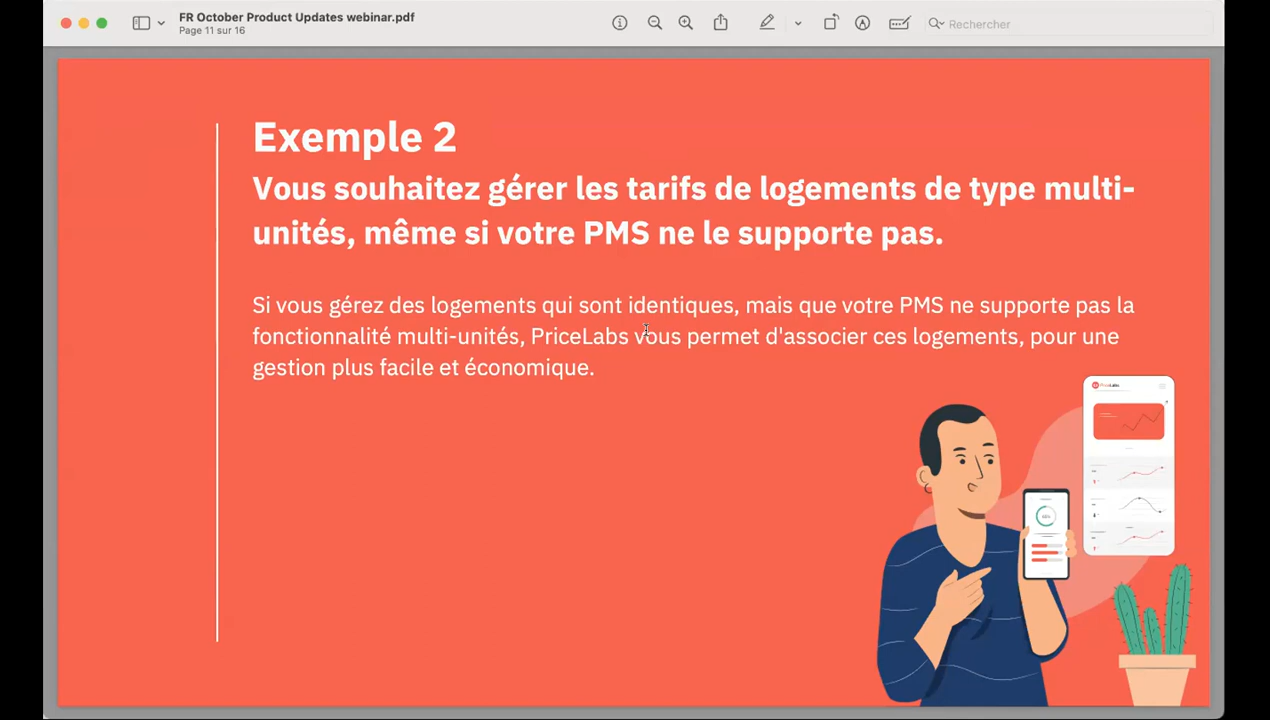 FR October Product Updates webinar.pdf
Page 11 sur 16
Rechercher
Exemple 2
Vous souhaitez gérer les tarifs de logements de type multi-
unités, même si votre PMS ne le supporte pas.
Si vous gérez des logements qui sont identiques, mais que votre PMS ne supporte pas la
fonctionnalité multi-unités, PriceLabs vous permet d'associer ces logements, pour une
gestion plus facile et économique.
PriceLabs